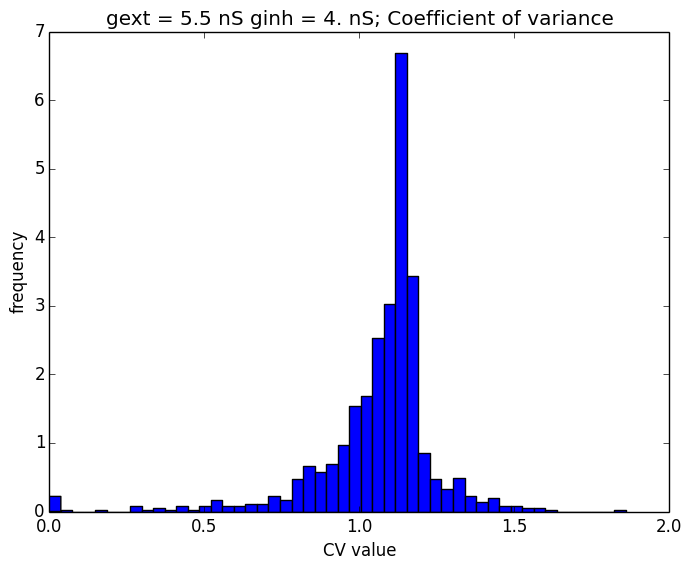 gext = 5.5 nS ginh = 4. nS; Coefficient of variance
7
6
5
4
3
2
1
0
frequency
0.0 0.5 1.0 1.5 2.0
CV value